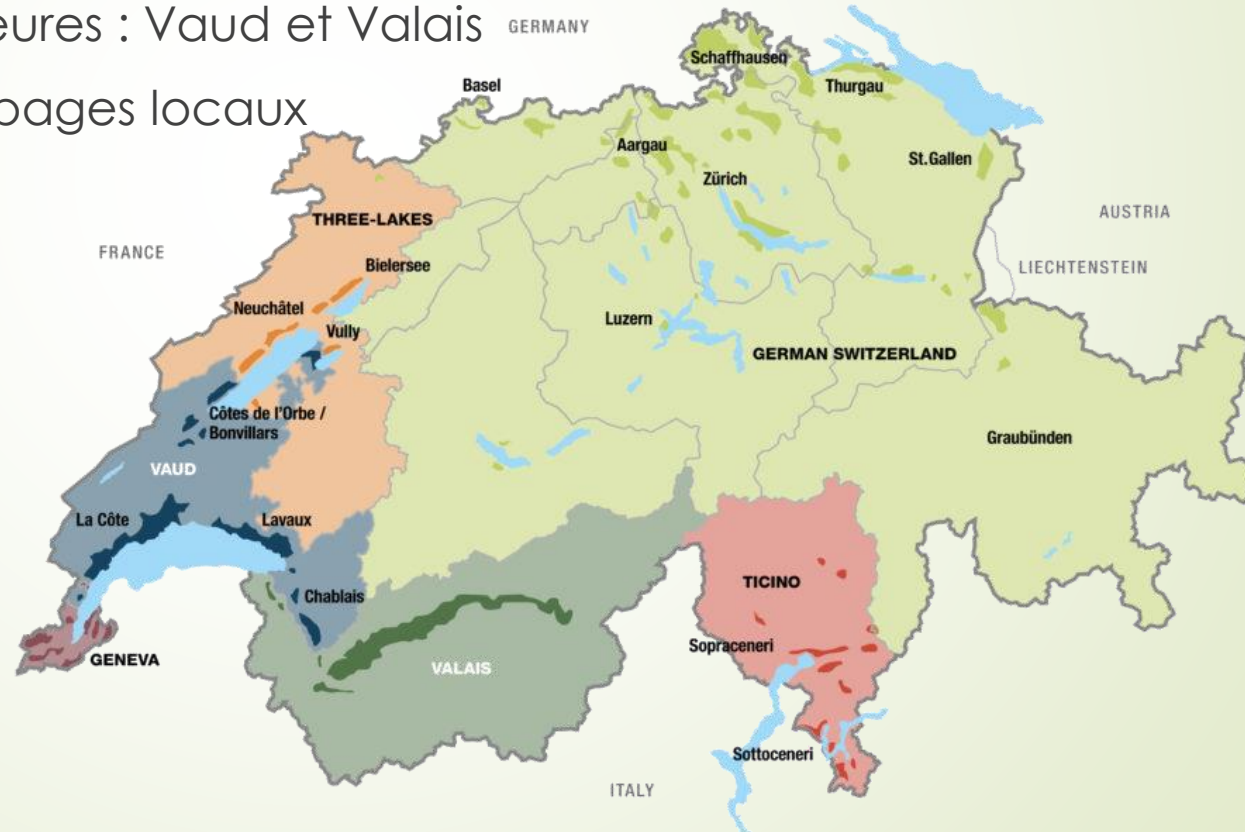 eures : Vaud et Valais
pages locaux
GERMANY
Schaffhausen
Basel
Thurgau
Aargau
St.Gallen
Zürich
AUSTRIA
THREE-LAKES
FRANCE
LIECHTENSTEIN
Bielersee
Neuchâtel
Vully
Luzern
GERMAN SWITZERLAND
Côtes de l'Orbe /
Bonvillars
Graubünden
VAUD
La Côte
Lavaux
TICINO
Chablais
Sopraceneri
GENEVA
VALAIS
Sottoceneri
ITALY